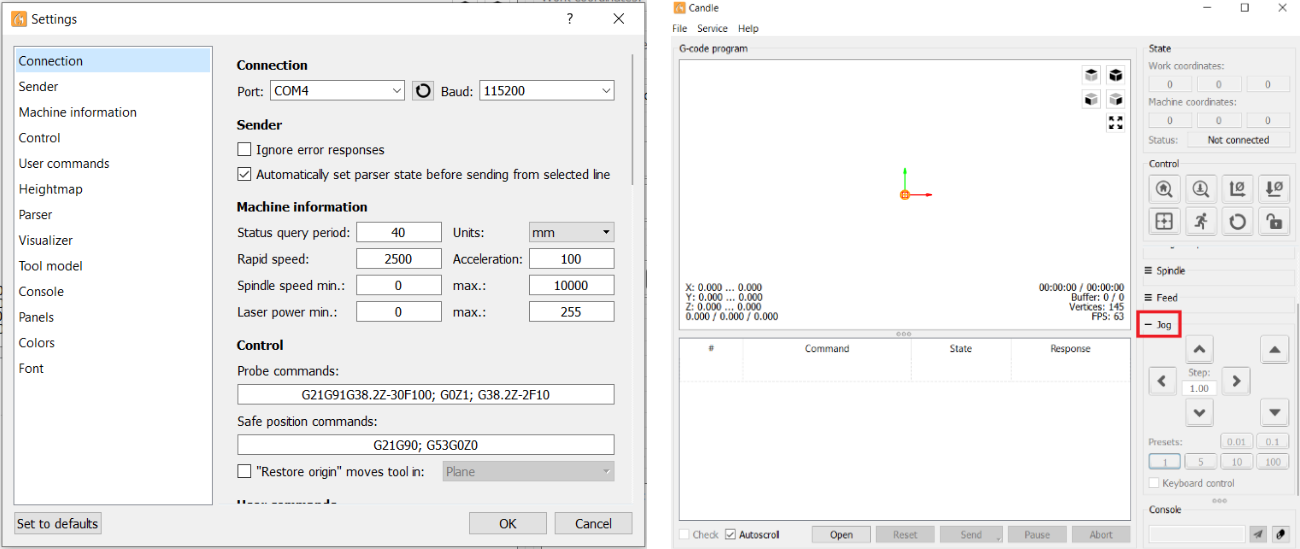 Settings
?
Connection
Sender
Machine information
Control
User commands
Heightmap
Parser
Visualizer
Tool model
Console
Panels
Colors
Font
Connection
Port: COM4 Baud: 115200
Sender
Ignore error responses
Automatically set parser state before sending from selected line
Machine information
Status query period: 40 Units: mm
Rapid speed: 2500 Acceleration: 100
Spindle speed min.: 0 max.: 10000
Laser power min.: 0 max.: 255
Control
Probe commands:
G21G91G38.2Z-30F100; G0Z1; G38.2Z-2F10
Safe position commands:
G21G90; G53G0Z0
"Restore origin" moves tool in: Plane
Set to defaults OK Cancel
Candle
File Service Help
G-code program
X: 0.000 ... 0.000
Y: 0.000 ... 0.000
Z: 0.000 ... 0.000
0.000 / 0.000 / 0.000
00:00:00 / 00:00:00
Buffer: 0 / 0
Vertices: 145
FPS: 63
# Command State Response
Check Autoscroll Open Reset Send Pause Abort
State
Work coordinates:
0 0 0
Machine coordinates:
0 0 0
Status: Not connected
Control
Spindle
Feed
Jog
Step:
1.00
Presets: 0.01 0.1
1 5 10 100
Keyboard control
Console